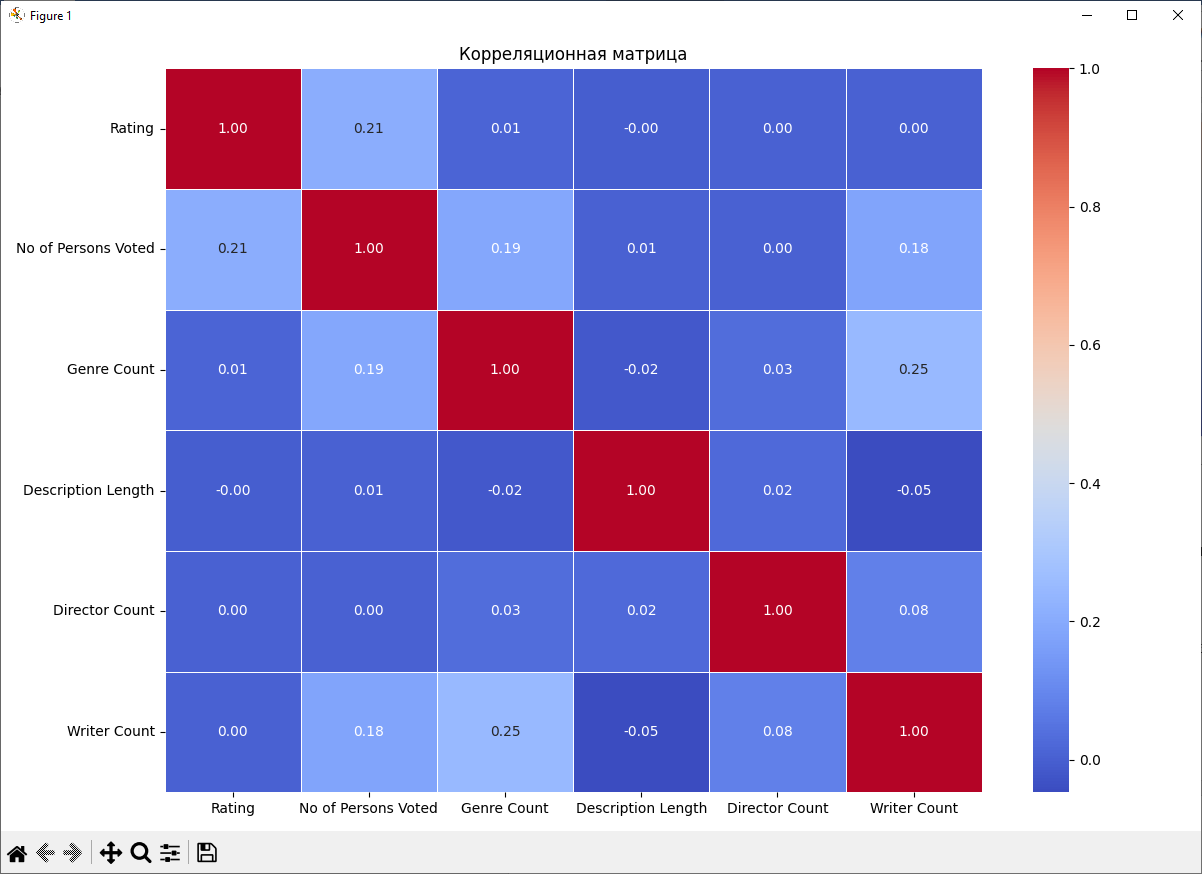 Figure 1
Корреляционная матрица
Rating 1.00 0.21 0.01 -0.00 0.00 0.00
No of Persons Voted 0.21 1.00 0.19 0.01 0.00 0.18
Genre Count 0.01 0.19 1.00 -0.02 0.03 0.25
Description Length -0.00 0.01 -0.02 1.00 0.02 -0.05
Director Count 0.00 0.00 0.03 0.02 1.00 0.08
Writer Count 0.00 0.18 0.25 -0.05 0.08 1.00
Rating No of Persons Voted Genre Count Description Length Director Count Writer Count
1.0
0.8
0.6
0.4
0.2
0.0